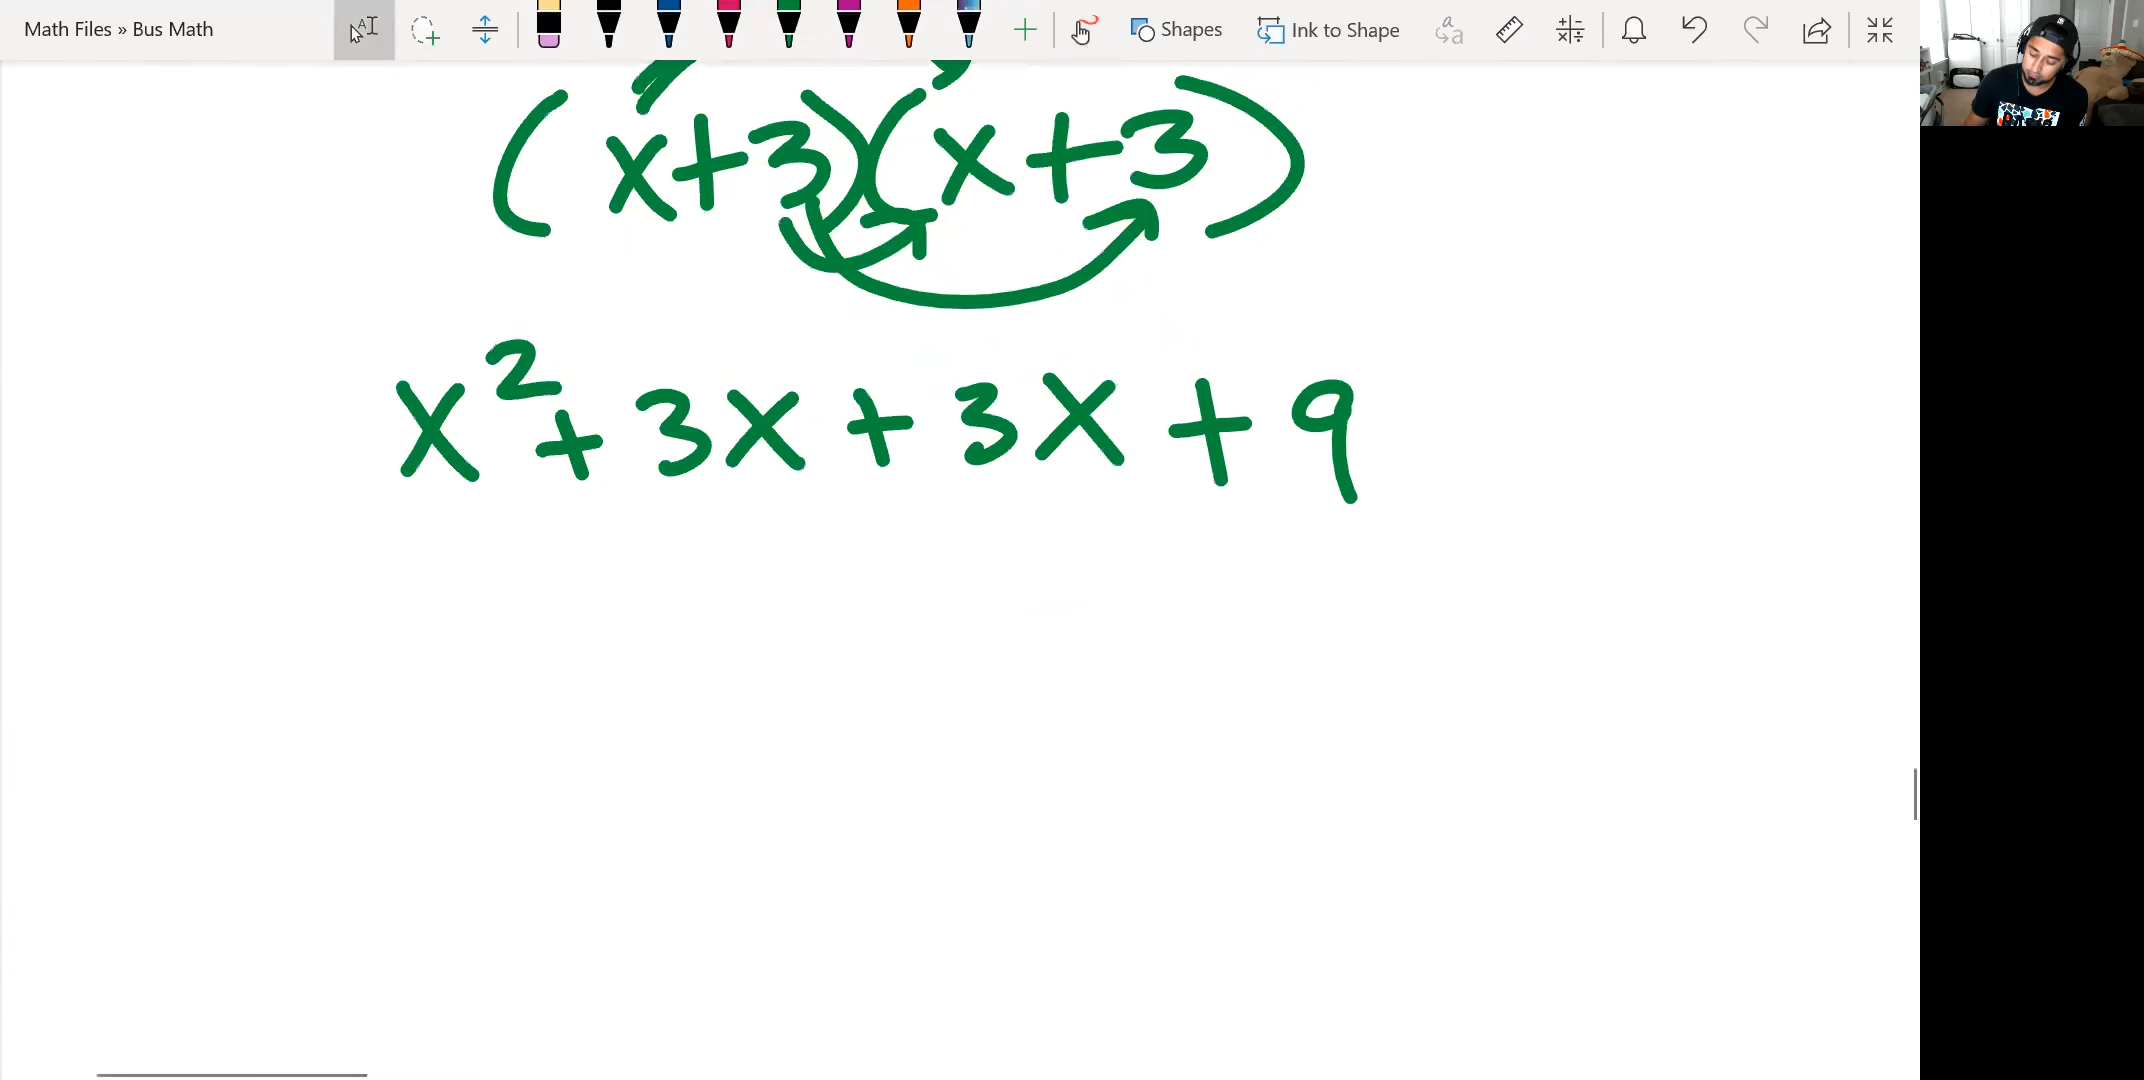 Math Files » Bus Math
Shapes
Ink to Shape
(x+3)(x+3)
x²+3x+3x+9